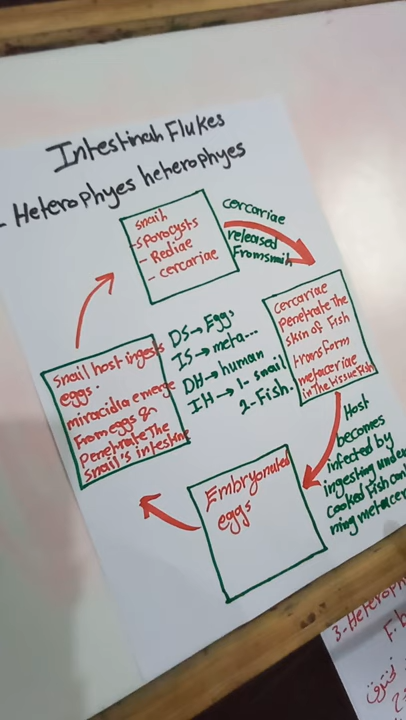 Intestinal Flukes
- Heterophyes heterophyes
snail
-sporocysts
- Rediae
- cercariae
cercariae
released
From snail
cercariae
Penetrate The
skin of Fish
transform
metacerciae
in The tissue Fish
DS → Eggs
IS → meta...
DH → human
IH → 1- snail
2- Fish.
snail host ingests
eggs.
miracidia emerge
From eggs &
Penetrate The
snail's intestine
Host
becomes
infected by
ingesting under
cooked Fish con
ning metacer
Embryonated
eggs
3- Heteroph
F.b